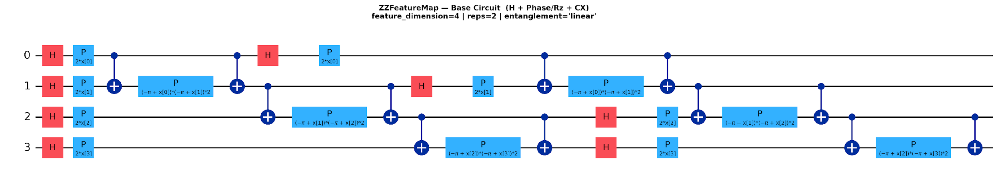 ZZFeatureMap — Base Circuit  (H + Phase/Rz + CX)
feature_dimension=4 | reps=2 | entanglement='linear'
0 H P H P
2*x[0] 2*x[0]
1 H P P H P P
2*x[1] (−π + x[0])*(−π + x[1])*2 2*x[1] (−π + x[0])*(−π + x[1])*2
2 H P P H P P
2*x[2] (−π + x[1])*(−π + x[2])*2 2*x[2] (−π + x[1])*(−π + x[2])*2
3 H P P H P P
2*x[3] (−π + x[2])*(−π + x[3])*2 2*x[3] (−π + x[2])*(−π + x[3])*2